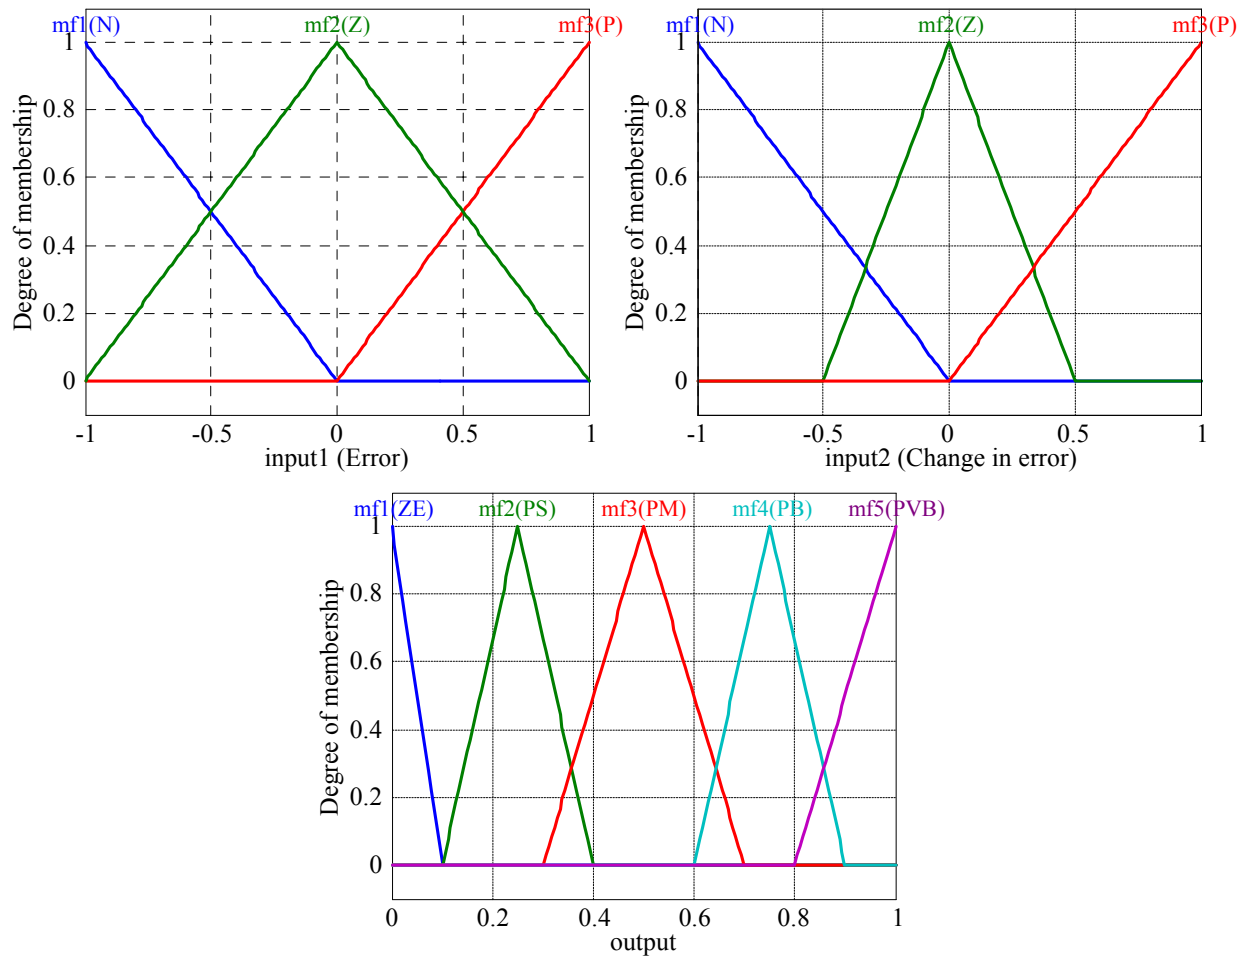 mf1(N) mf2(Z) mf3(P)
1
0.8
0.6
0.4
0.2
0
Degree of membership
-1 -0.5 0 0.5 1
input1 (Error)
mf1(N) mf2(Z) mf3(P)
1
0.8
0.6
0.4
0.2
0
Degree of membership
-1 -0.5 0 0.5 1
input2 (Change in error)
mf1(ZE) mf2(PS) mf3(PM) mf4(PB) mf5(PVB)
1
0.8
0.6
0.4
0.2
0
Degree of membership
0 0.2 0.4 0.6 0.8 1
output